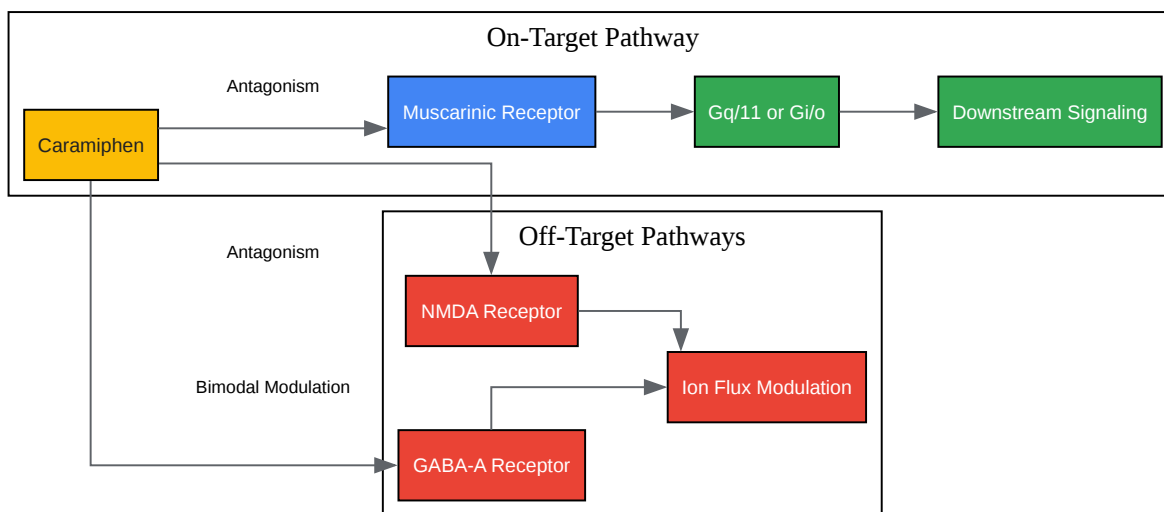 On-Target Pathway
Antagonism
Caramiphen
Muscarinic Receptor
Gq/11 or Gi/o
Downstream Signaling
Off-Target Pathways
Antagonism
NMDA Receptor
Bimodal Modulation
Ion Flux Modulation
GABA-A Receptor